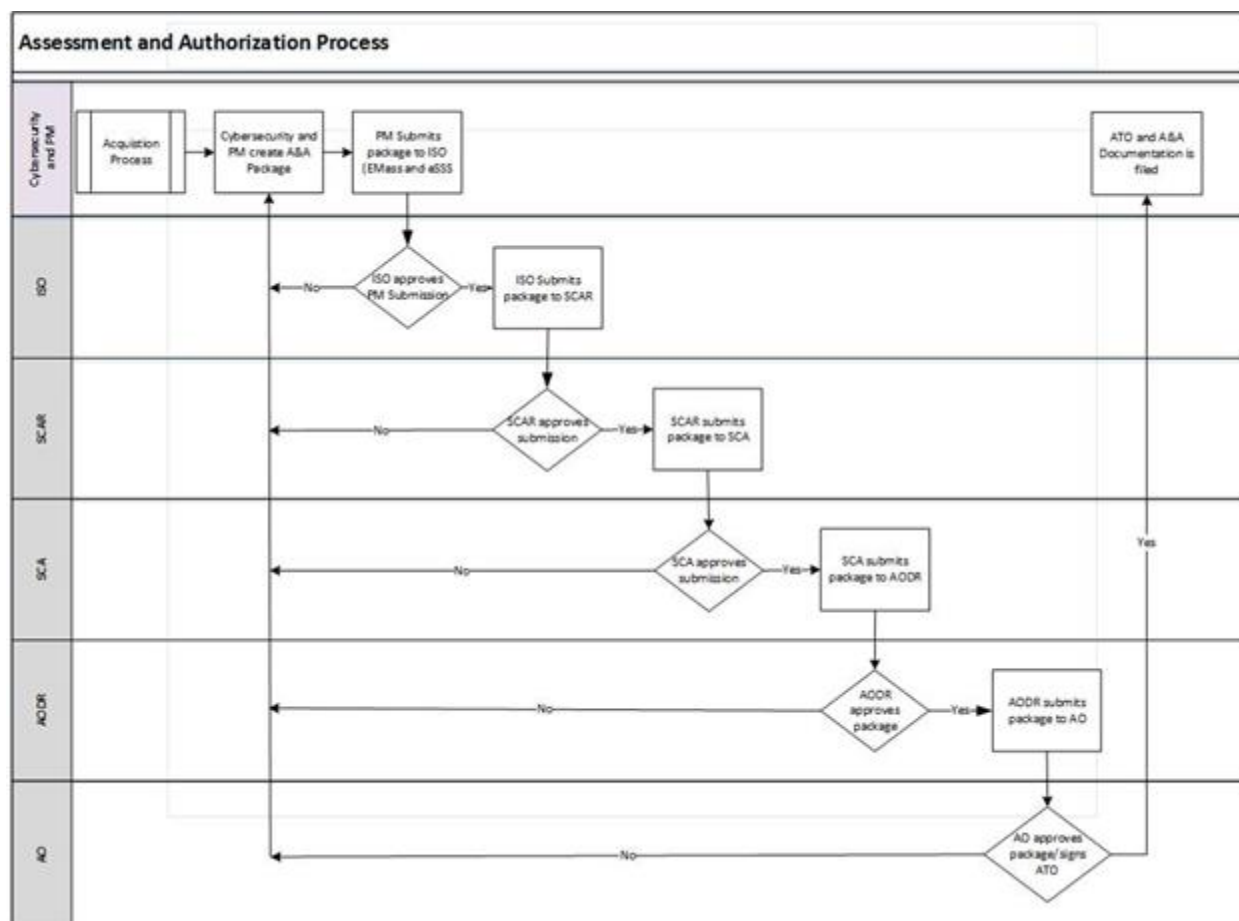 Assessment and Authorization Process
Cybersecurity
and PM
Acquistion
Process
Cybersecurity and
PM create A&A
Package
PM Submits
package to ISO
(EMass and eSSS
ATO and A&A
Documentation is
filed
ISO
No
ISO approves
PM Submission
Yes
ISO Submits
package to SCAR
SCAR
No
SCAR approves
submission
Yes
SCAR submits
package to SCA
SCA
No
SCA approves
submission
Yes
SCA submits
package to AODR
Yes
AODR
No
AODR
approves
package
Yes
AODR submits
package to AO
AO
No
AO approves
package/signs
ATO